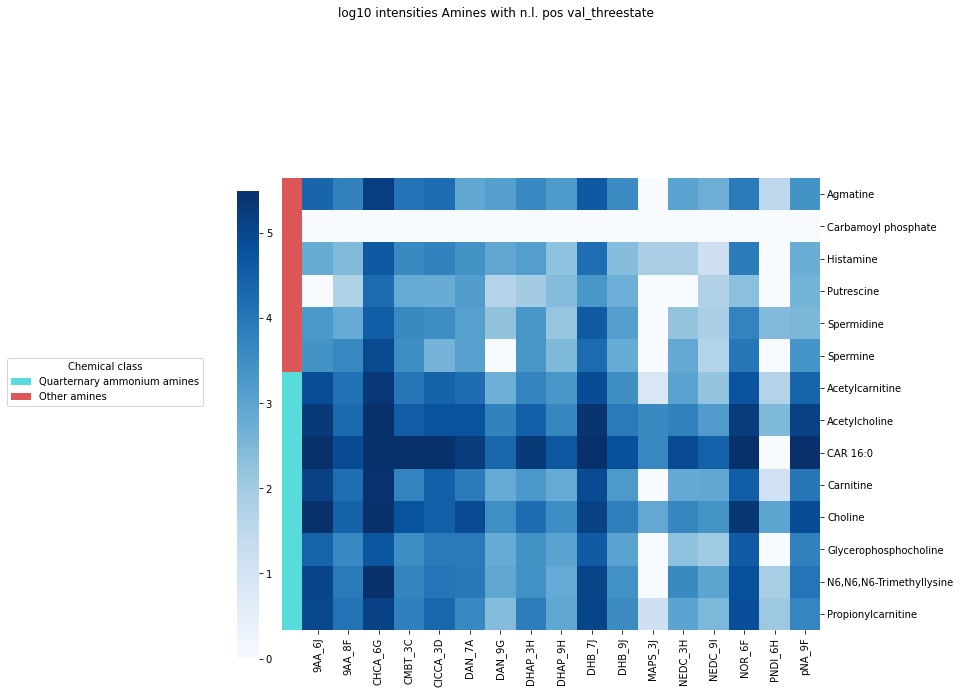 log10 intensities Amines with n.l. pos val_threestate
Agmatine
Carbamoyl phosphate
Histamine
Putrescine
Spermidine
Spermine
Acetylcarnitine
Acetylcholine
CAR 16:0
Carnitine
Choline
Glycerophosphocholine
N6,N6,N6-Trimethyllysine
Propionylcarnitine
5
4
3
2
1
0
Chemical class
Quarternary ammonium amines
Other amines
9AA_6J
9AA_8F
CHCA_6G
CMBT_3C
ClCCA_3D
DAN_7A
DAN_9G
DHAP_3H
DHAP_9H
DHB_7J
DHB_9J
MAPS_3J
NEDC_3H
NEDC_9I
NOR_6F
PNDI_6H
pNA_9F